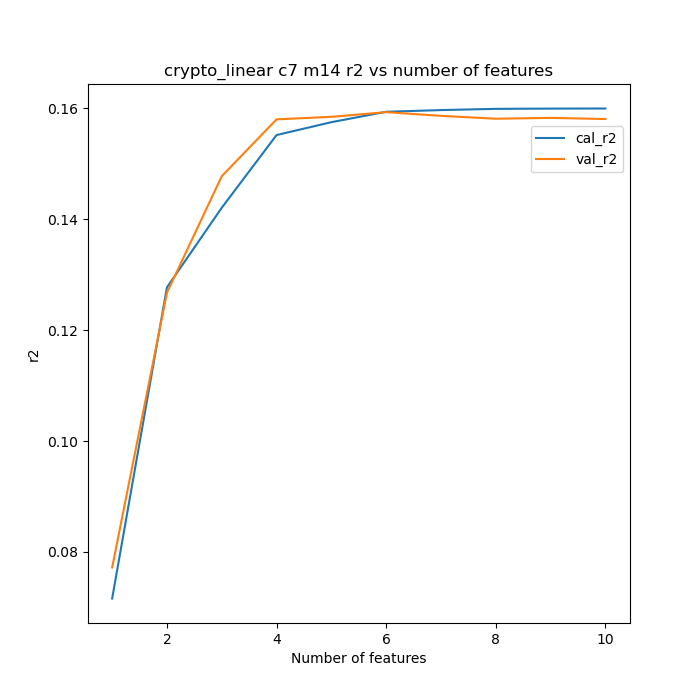 crypto_linear c7 m14 r2 vs number of features
0.16
0.14
0.12
0.10
0.08
r2
cal_r2
val_r2
2 4 6 8 10
Number of features